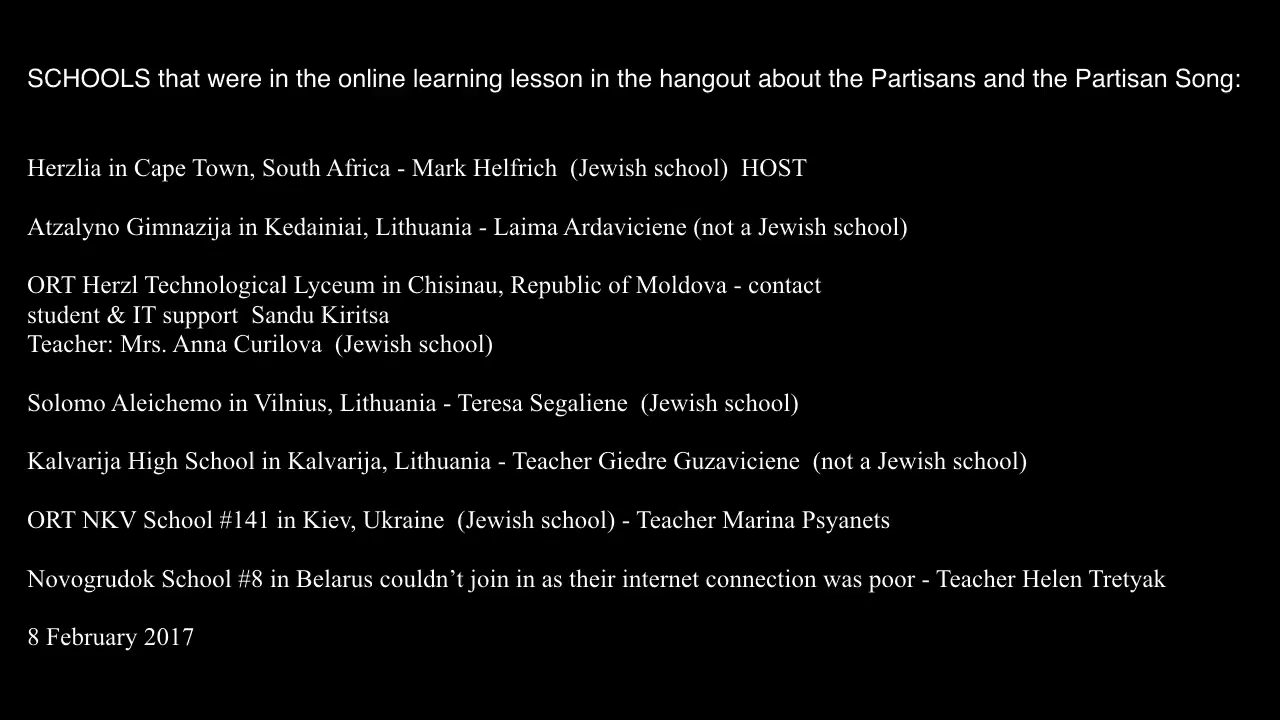 SCHOOLS that were in the online learning lesson in the hangout about the Partisans and the Partisan Song:
Herzlia in Cape Town, South Africa - Mark Helfrich  (Jewish school)  HOST
Atzalyno Gimnazija in Kedainiai, Lithuania - Laima Ardaviciene (not a Jewish school)
ORT Herzl Technological Lyceum in Chisinau, Republic of Moldova - contact
student & IT support  Sandu Kiritsa
Teacher: Mrs. Anna Curilova  (Jewish school)
Solomo Aleichemo in Vilnius, Lithuania - Teresa Segaliene  (Jewish school)
Kalvarija High School in Kalvarija, Lithuania - Teacher Giedre Guzaviciene  (not a Jewish school)
ORT NKV School #141 in Kiev, Ukraine  (Jewish school) - Teacher Marina Psyanets
Novogrudok School #8 in Belarus couldn’t join in as their internet connection was poor - Teacher Helen Tretyak
8 February 2017